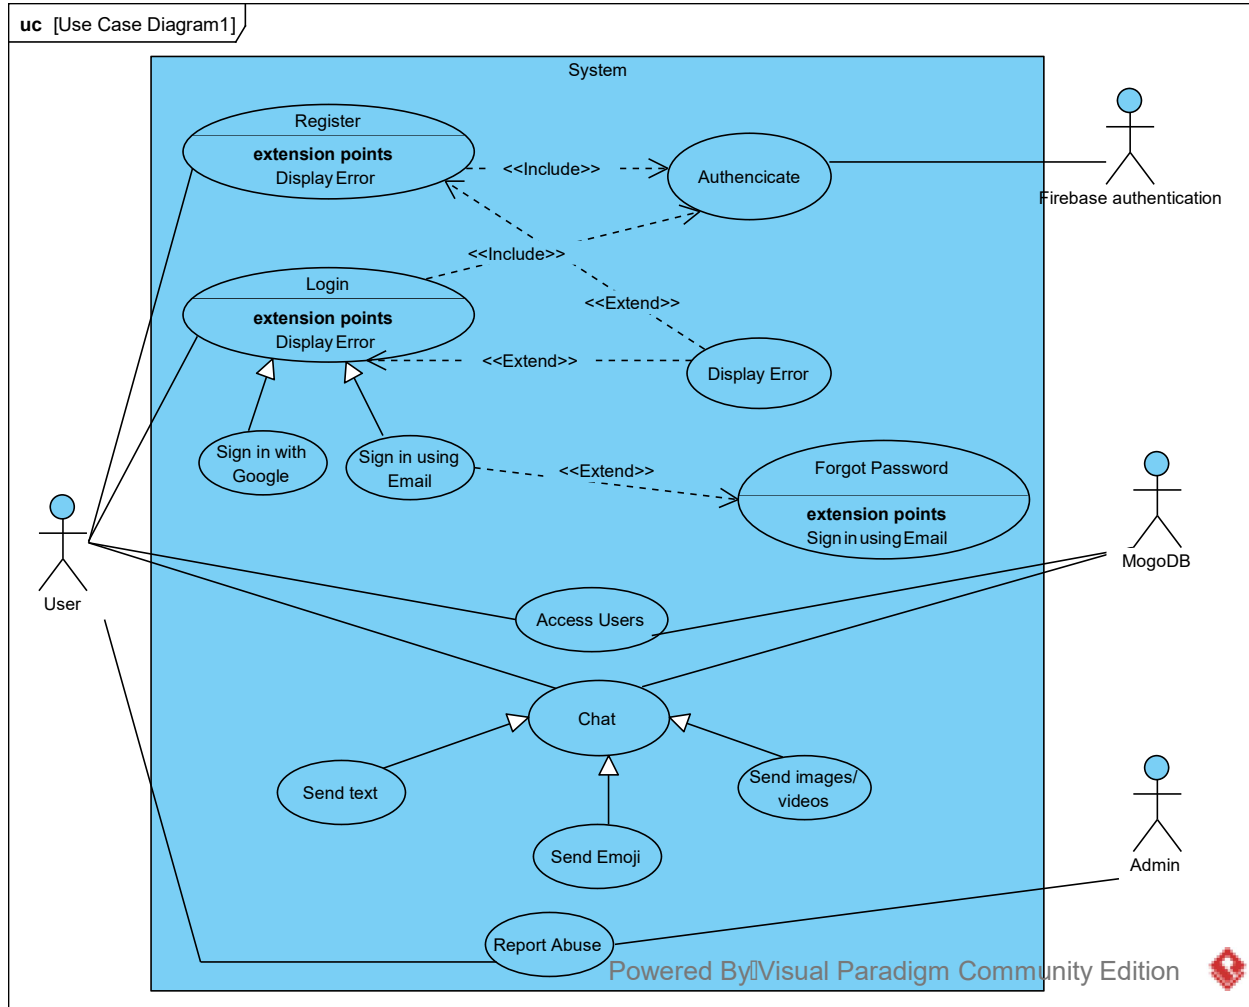 uc [Use Case Diagram1]
System
Register
extension points
Display Error
<<Include>>
Authencicate
Firebase authentication
<<Include>>
Login
extension points
Display Error
<<Extend>>
<<Extend>>
Display Error
Sign in with
Google
Sign in using
Email
<<Extend>>
Forgot Password
extension points
Sign in using Email
MogoDB
User
Access Users
Chat
Send text
Send images/
videos
Send Emoji
Admin
Report Abuse
Powered By Visual Paradigm Community Edition